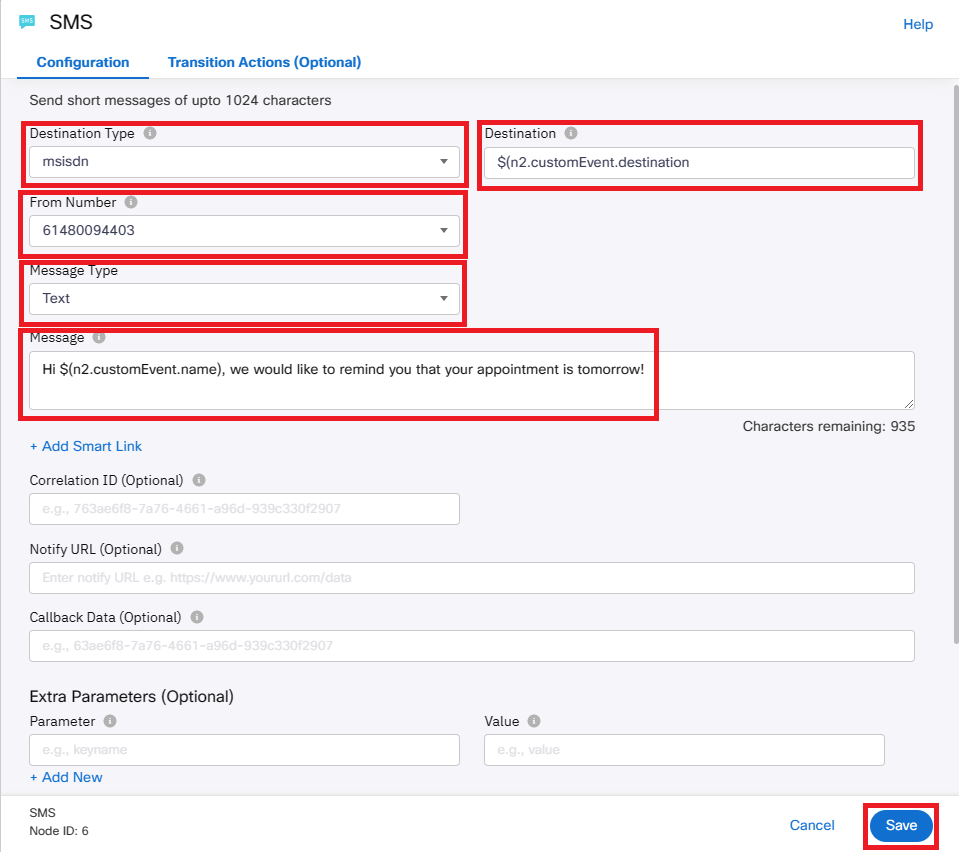 SMS
SMS
Help
Configuration
Transition Actions (Optional)
Send short messages of upto 1024 characters
Destination Type
Destination
msisdn
$(n2.customEvent.destination
From Number
61480094403
Message Type
Text
Message
Hi $(n2.customEvent.name), we would like to remind you that your appointment is tomorrow!
Characters remaining: 935
+ Add Smart Link
Correlation ID (Optional)
e.g., 763ae6f8-7a76-4661-a96d-939c330f2907
Notify URL (Optional)
Enter notify URL e.g. https://www.yoururl.com/data
Callback Data (Optional)
e.g., 63ae6f8-7a76-4661-a96d-939c330f2907
Extra Parameters (Optional)
Parameter
Value
e.g., keyname
e.g., value
+ Add New
SMS
Node ID: 6
Cancel
Save